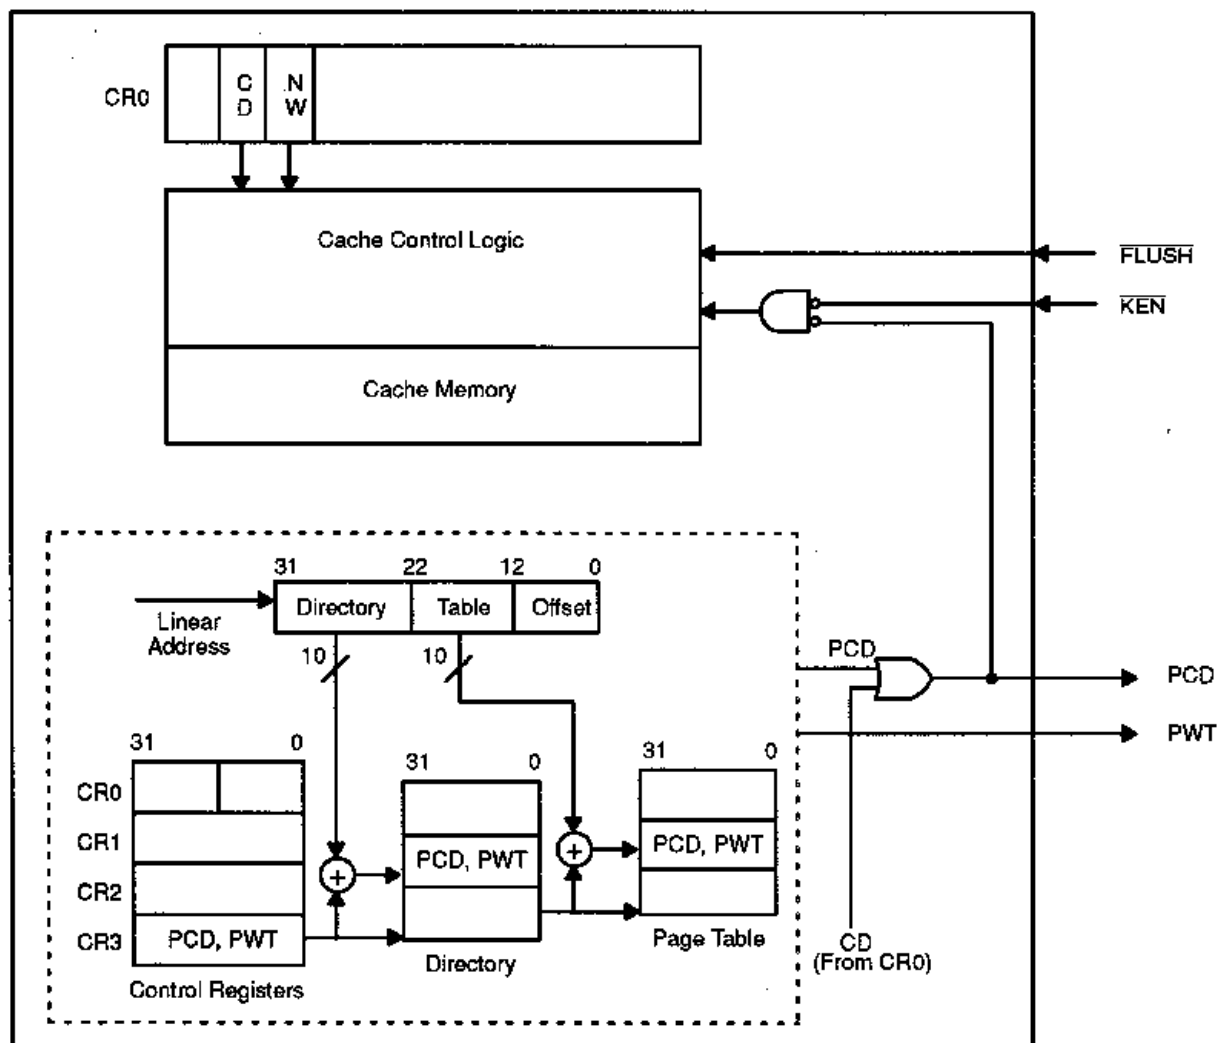 CR0
C
D
N
W
Cache Control Logic
FLUSH
KEN
Cache Memory
31 22 12 0
Directory Table Offset
Linear
Address
10 10
PCD
PCD
PWT
31 0
31 0
31 0
CR0
CR1
CR2
CR3
PCD, PWT
PCD, PWT
PCD, PWT
+
+
Control Registers
Directory
Page Table
CD
(From CR0)